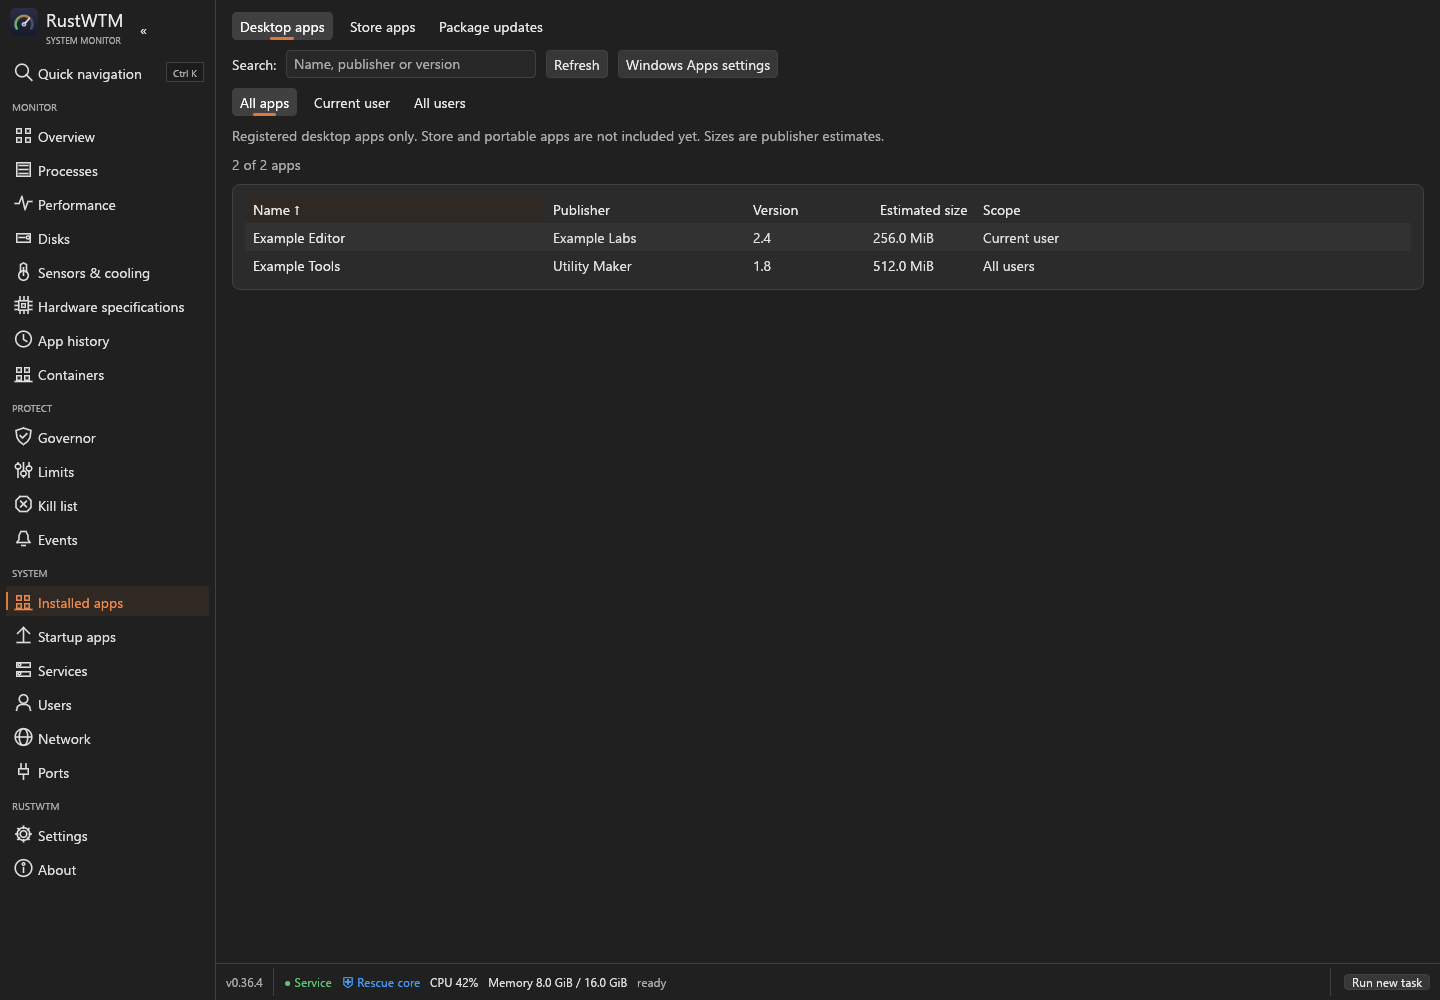 RustWTM
SYSTEM MONITOR
«
Quick navigation
Ctrl K
MONITOR
Overview
Processes
Performance
Disks
Sensors & cooling
Hardware specifications
App history
Containers
PROTECT
Governor
Limits
Kill list
Events
SYSTEM
Installed apps
Startup apps
Services
Users
Network
Ports
RUSTWTM
Settings
About
Desktop apps Store apps Package updates
Search: Name, publisher or version Refresh Windows Apps settings
All apps Current user All users
Registered desktop apps only. Store and portable apps are not included yet. Sizes are publisher estimates.
2 of 2 apps
Name ↑ Publisher Version Estimated size Scope
Example Editor Example Labs 2.4 256.0 MiB Current user
Example Tools Utility Maker 1.8 512.0 MiB All users
v0.36.4 ● Service Rescue core CPU 42% Memory 8.0 GiB / 16.0 GiB ready Run new task